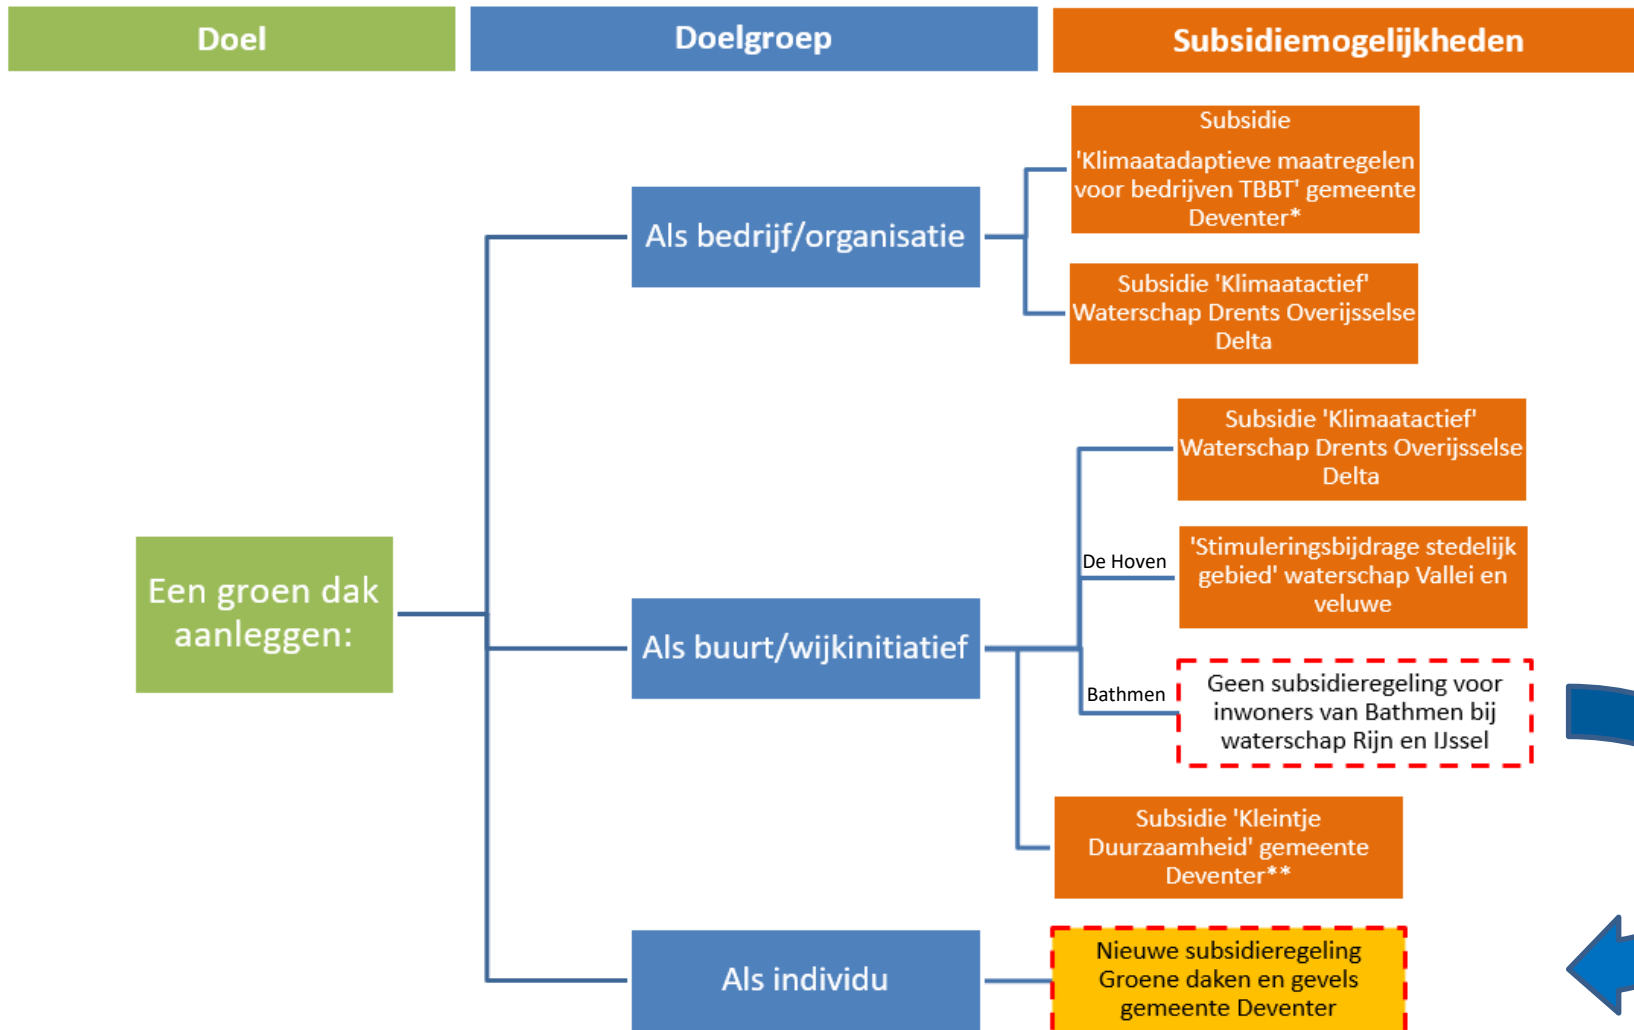 Doel
Doelgroep
Subsidiemogelijkheden
Subsidie
'Klimaatadaptieve maatregelen
voor bedrijven TBBT' gemeente
Deventer*
Als bedrijf/organisatie
Subsidie 'Klimaatactief'
Waterschap Drents Overijsselse
Delta
Subsidie 'Klimaatactief'
Waterschap Drents Overijsselse
Delta
De Hoven
'Stimuleringsbijdrage stedelijk
gebied' waterschap Vallei en
veluwe
Een groen dak
aanleggen:
Als buurt/wijkinitiatief
Bathmen
Geen subsidieregeling voor
inwoners van Bathmen bij
waterschap Rijn en IJssel
Subsidie 'Kleintje
Duurzaamheid' gemeente
Deventer**
Als individu
Nieuwe subsidieregeling
Groene daken en gevels
gemeente Deventer